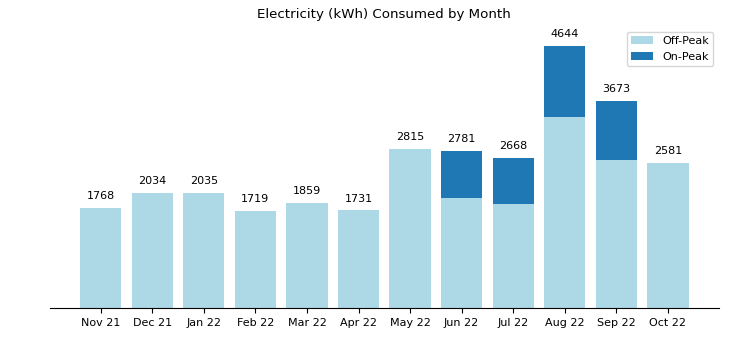 Electricity (kWh) Consumed by Month
Off-Peak
On-Peak
1768
2034
2035
1719
1859
1731
2815
2781
2668
4644
3673
2581
Nov 21
Dec 21
Jan 22
Feb 22
Mar 22
Apr 22
May 22
Jun 22
Jul 22
Aug 22
Sep 22
Oct 22